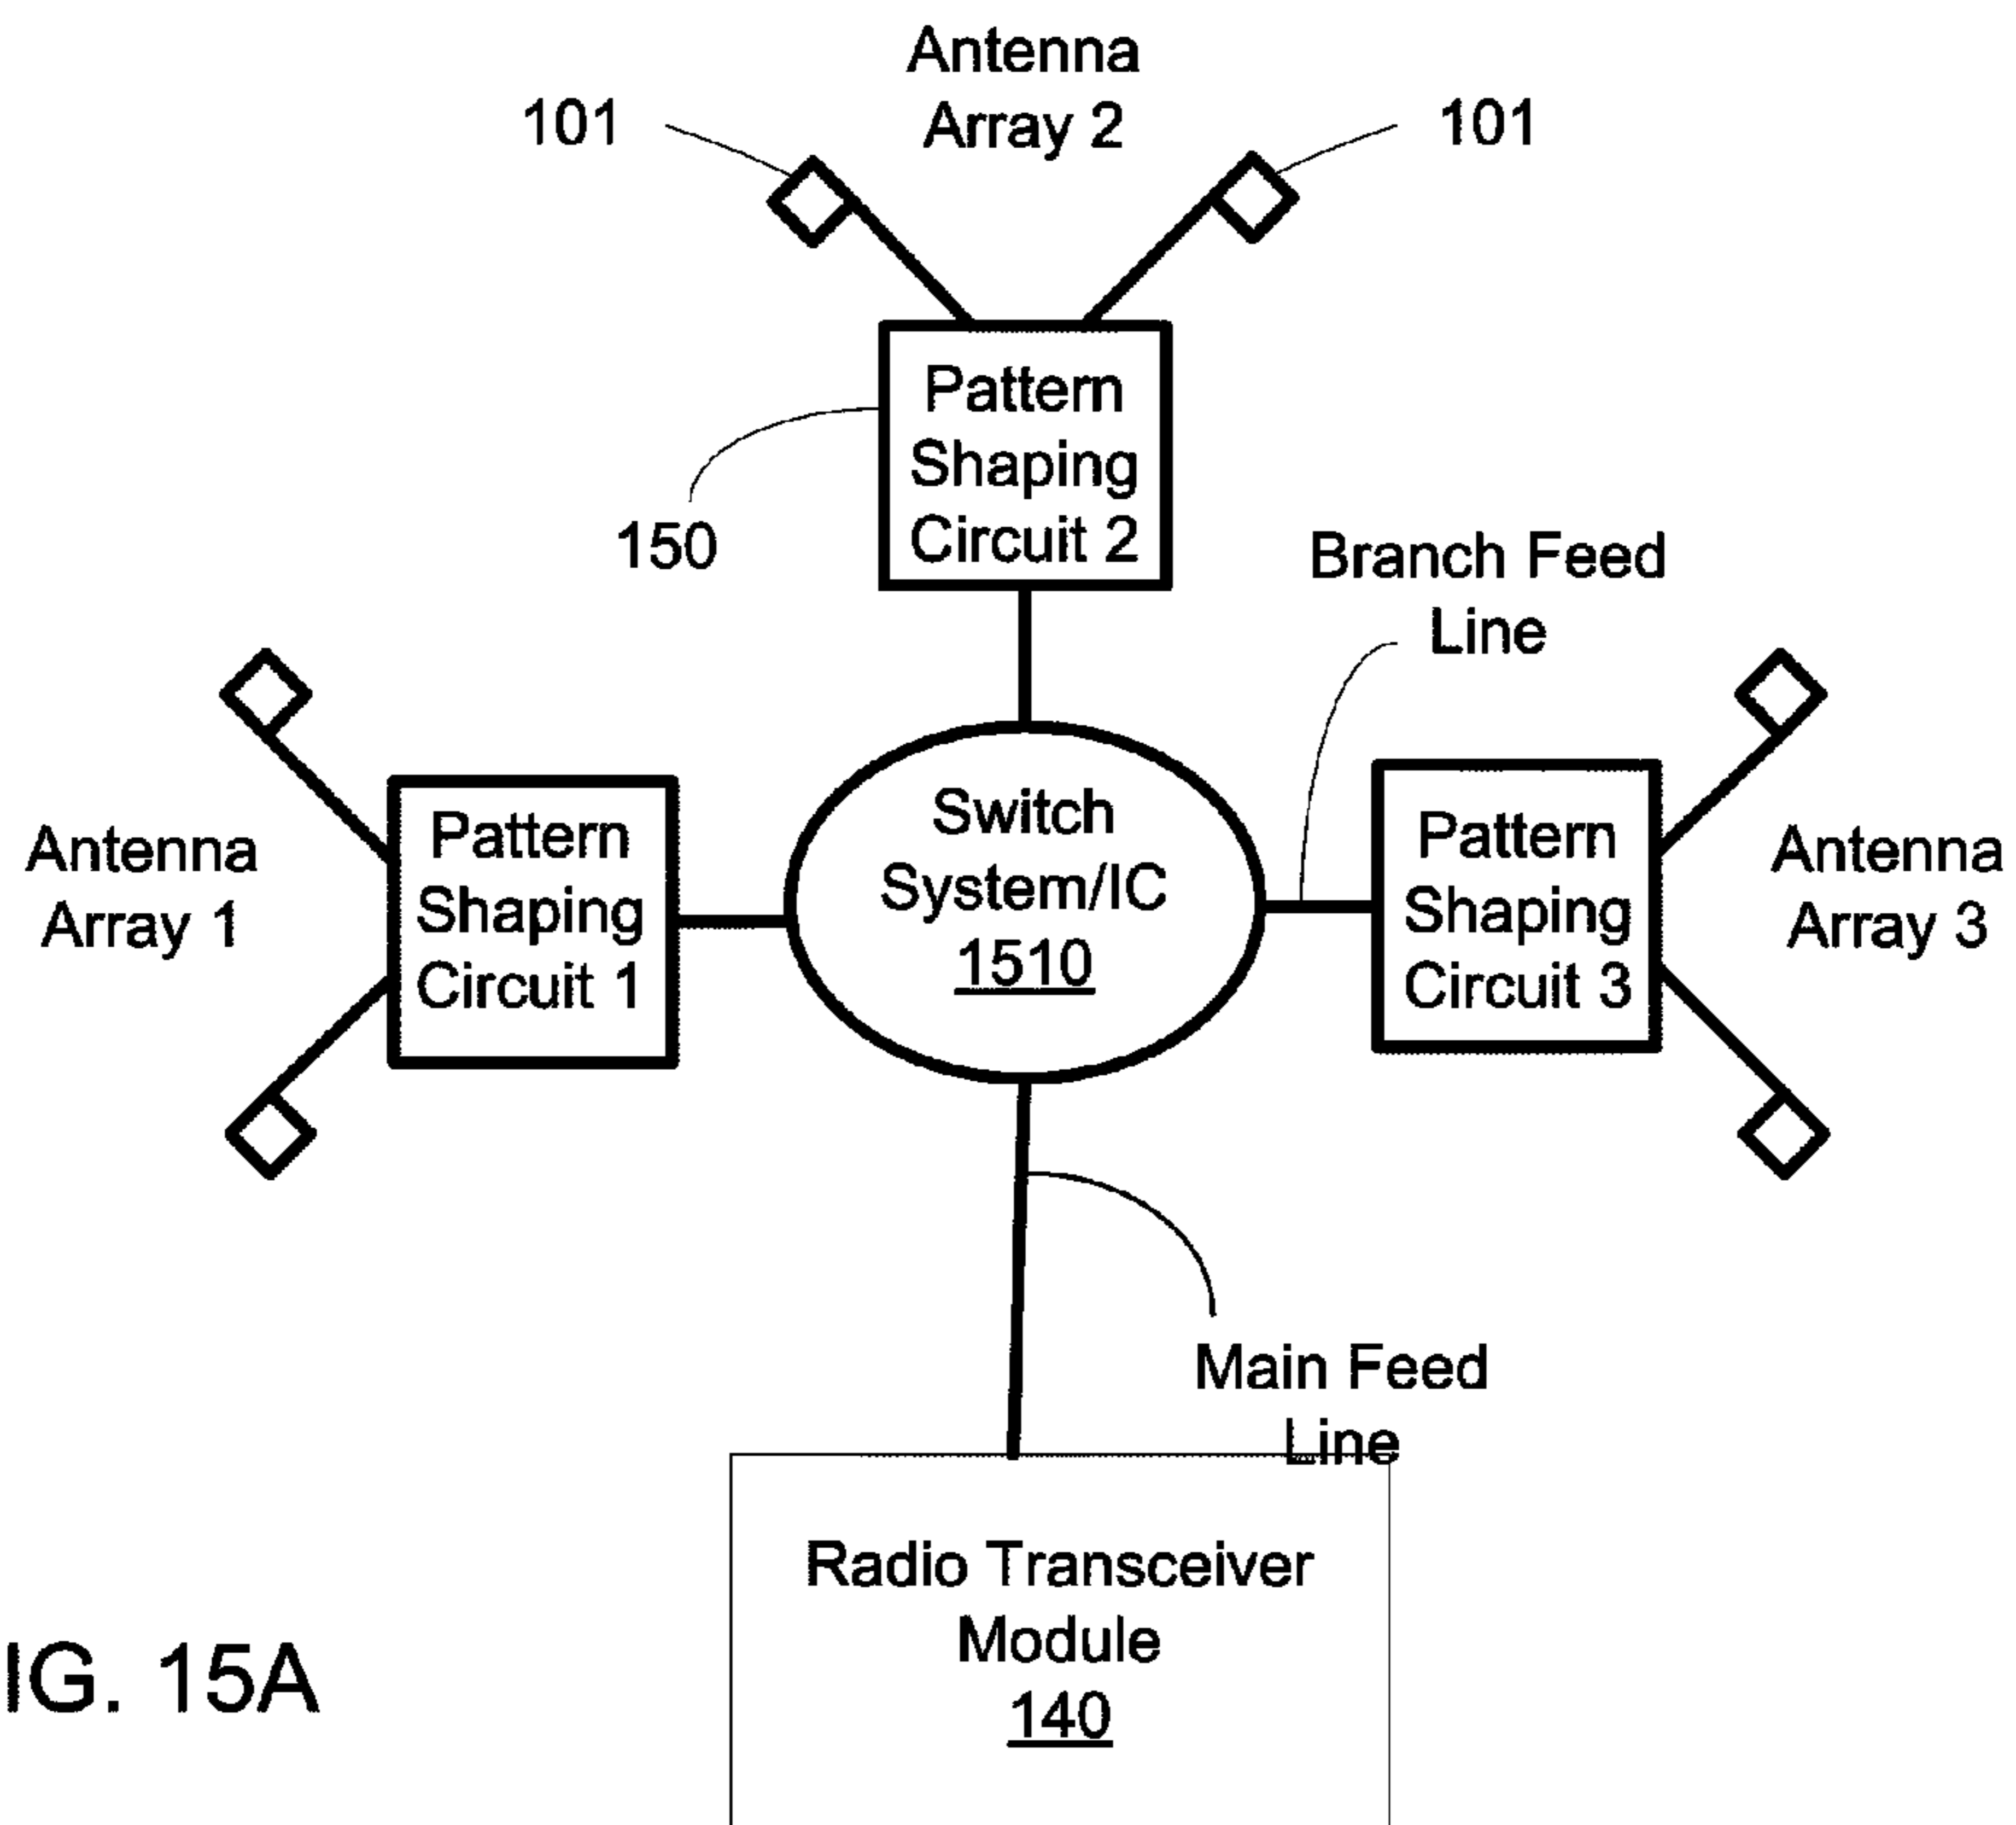 Antenna
Array 2
101
101
Pattern
Shaping
Circuit 2
150
Branch Feed
Line
Antenna
Array 1
Pattern
Shaping
Circuit 1
Switch
System/IC
1510
Pattern
Shaping
Circuit 3
Antenna
Array 3
Main Feed
Line
Radio Transceiver
Module
140
IG. 15A